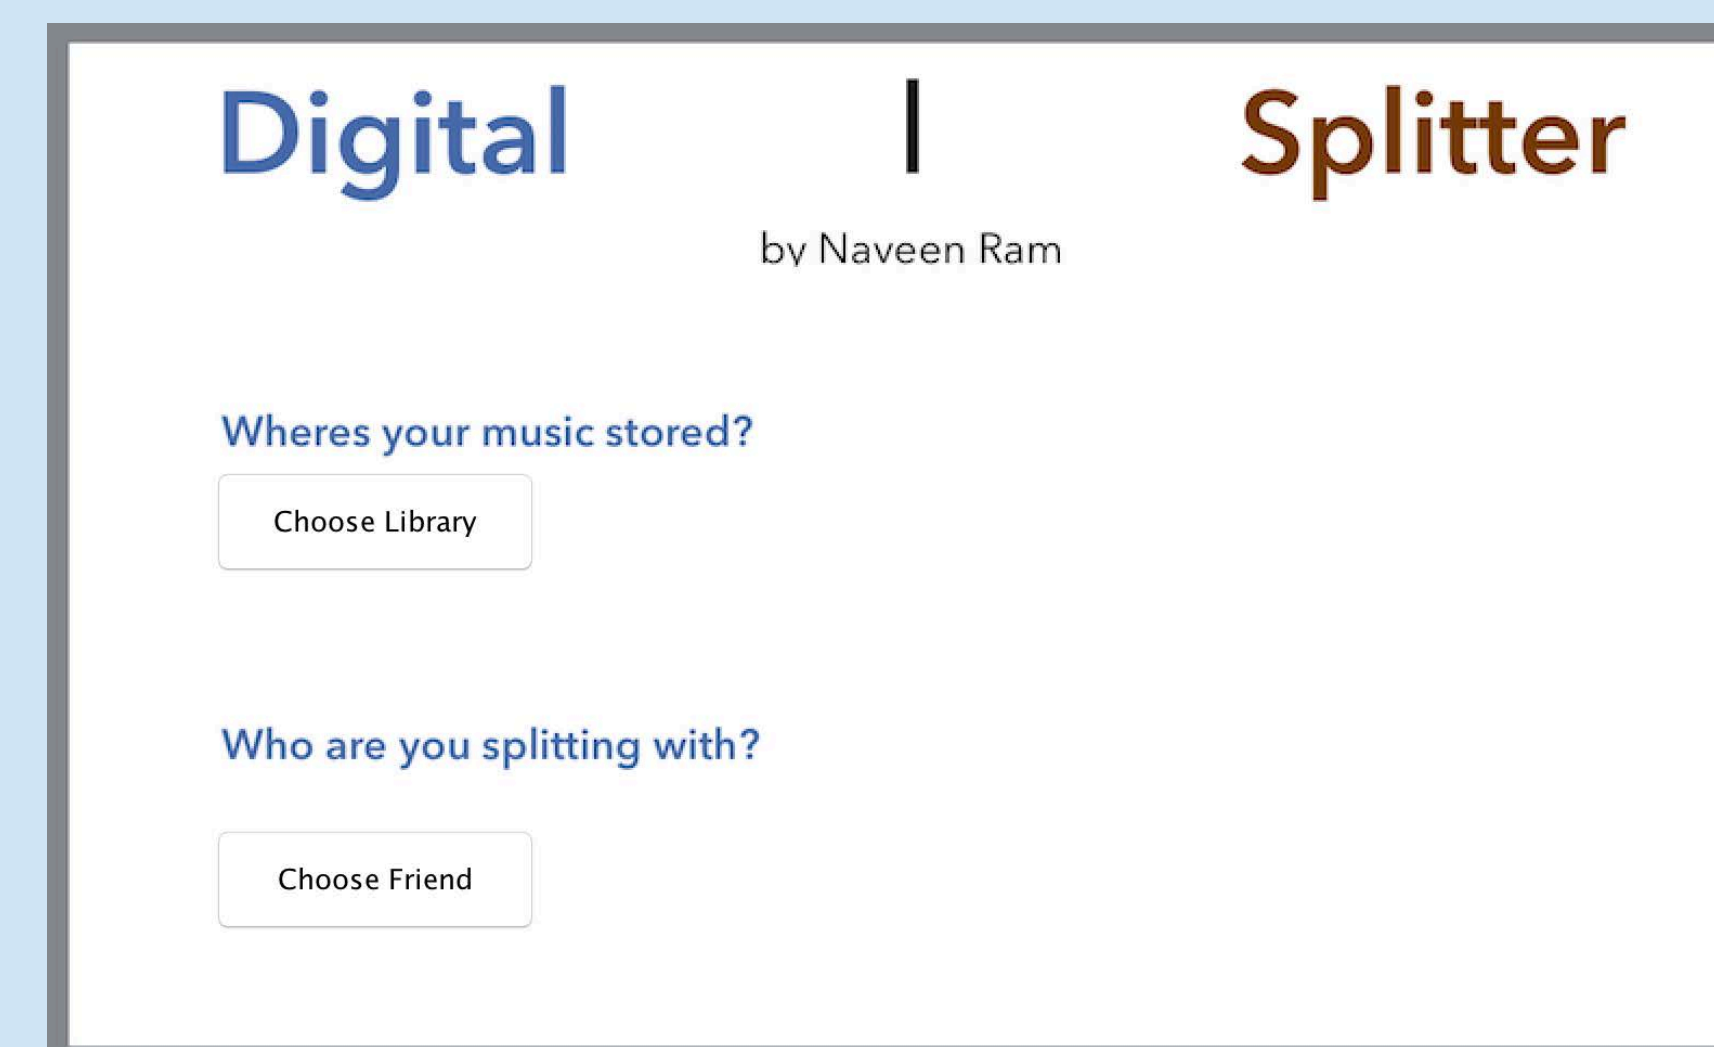 Digital | Splitter
by Naveen Ram
Wheres your music stored?
Choose Library
Who are you splitting with?
Choose Friend